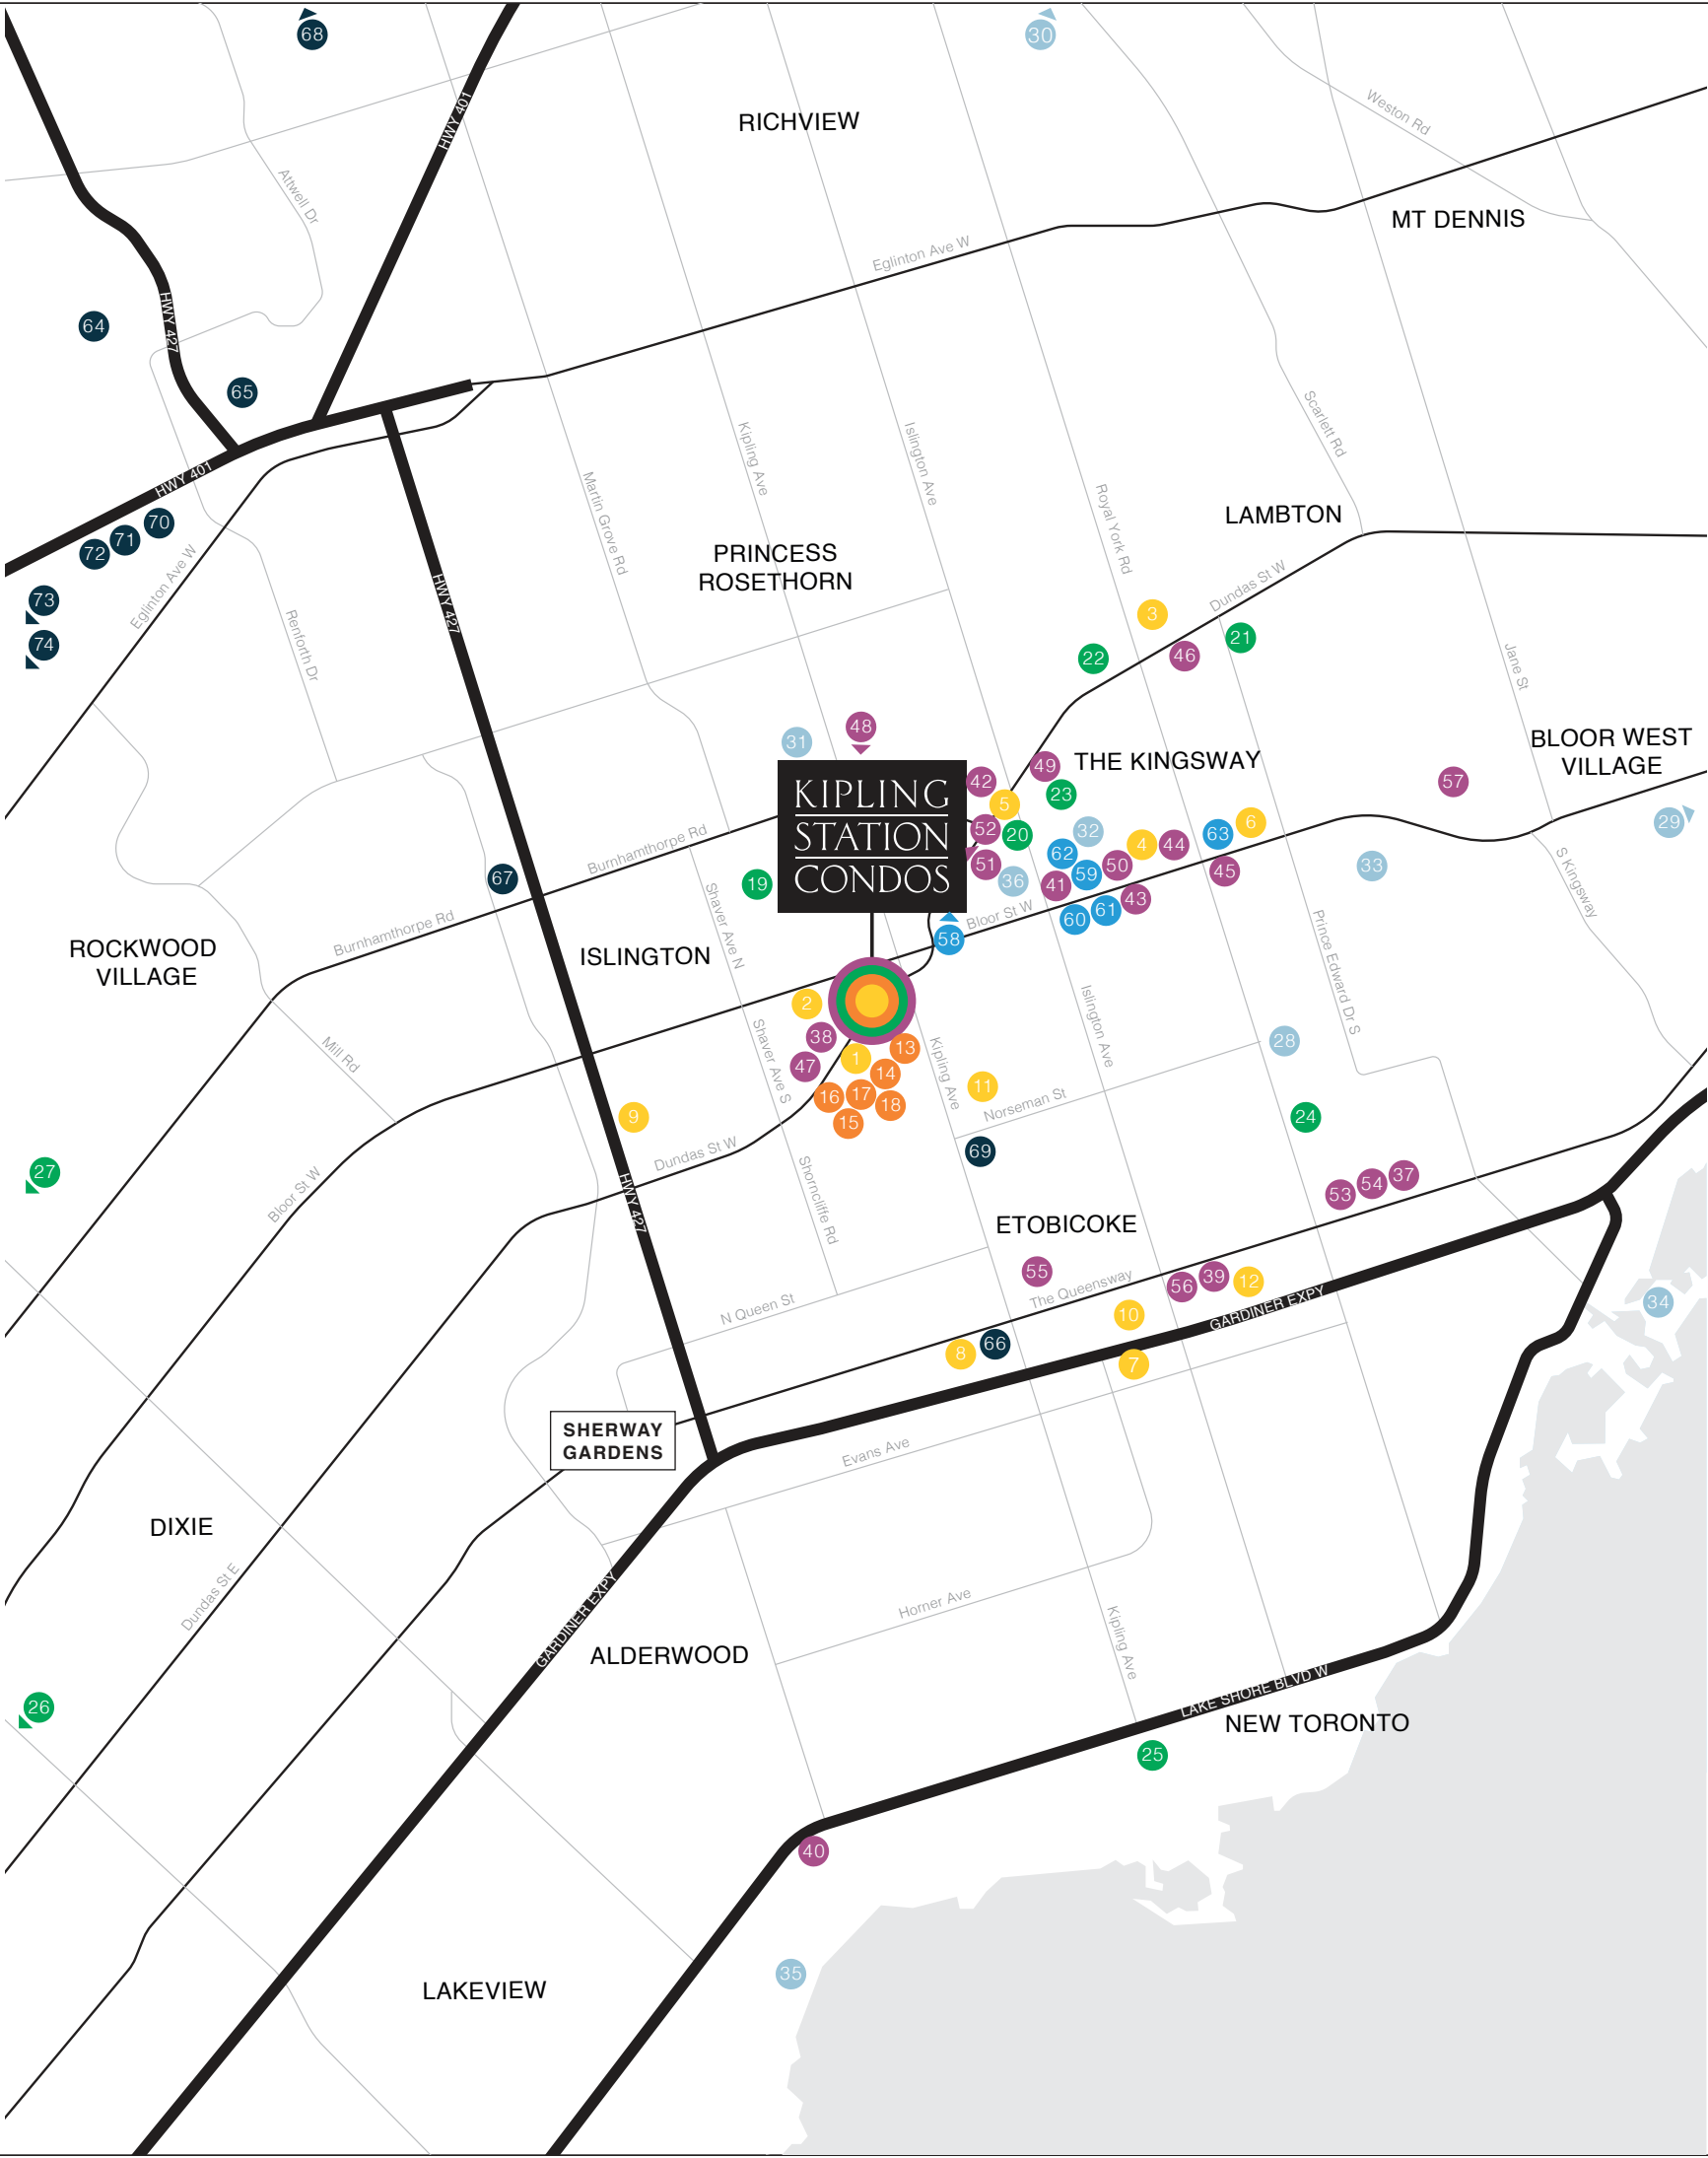 68
30
HWY 401
RICHVIEW
Weston Rd
Attwell Dr
MT DENNIS
Eglinton Ave W
HWY 427
64
65
Scarlett Rd
Kipling Ave
Islington Ave
HWY 401
Martin Grove Rd
Royal York Rd
LAMBTON
70
71
72
PRINCESS
ROSETHORN
Eglinton Ave W
HWY 427
Dundas St W
73
74
3
Renforth Dr
22
46
21
Jane St
31
48
BLOOR WEST
VILLAGE
THE KINGSWAY
49
42
57
KIPLING
STATION
CONDOS
5
23
52
20
32
63
6
29
Burnhamthorpe Rd
62
4
44
51
50
59
45
33
67
19
36
41
43
S Kingsway
60
61
Bloor St W
58
Burnhamthorpe Rd
Shaver Ave N
ROCKWOOD
VILLAGE
ISLINGTON
Prince Edward Dr S
2
38
13
28
Islington Ave
Mill Rd
Shaver Ave S
47
1
14
Kipling Ave
11
16
17
18
15
9
Norseman St
24
Dundas St W
69
27
Bloor St W
HWY 427
Shorncliffe Rd
53
54
37
ETOBICOKE
55
The Queensway
56
39
12
N Queen St
GARDINER EXPY
34
10
8
66
7
SHERWAY
GARDENS
Evans Ave
DIXIE
Dundas St E
GARDINER EXPY
Horner Ave
Kipling Ave
ALDERWOOD
LAKE SHORE BLVD W
26
NEW TORONTO
25
40
35
LAKEVIEW